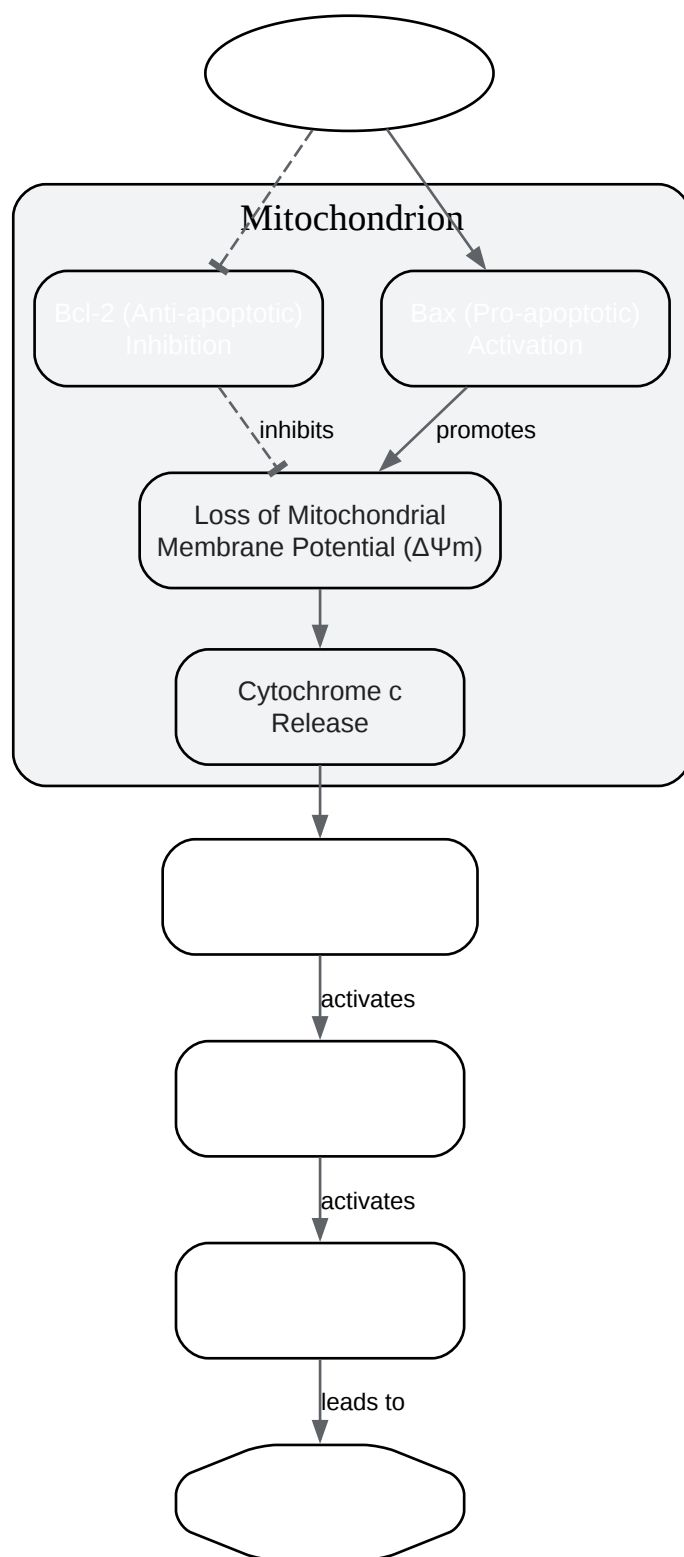 Mitochondrion
Bcl-2 (Anti-apoptotic)
Inhibition
Bax (Pro-apoptotic)
Activation
inhibits
promotes
Loss of Mitochondrial
Membrane Potential (ΔΨm)
Cytochrome c
Release
activates
activates
leads to